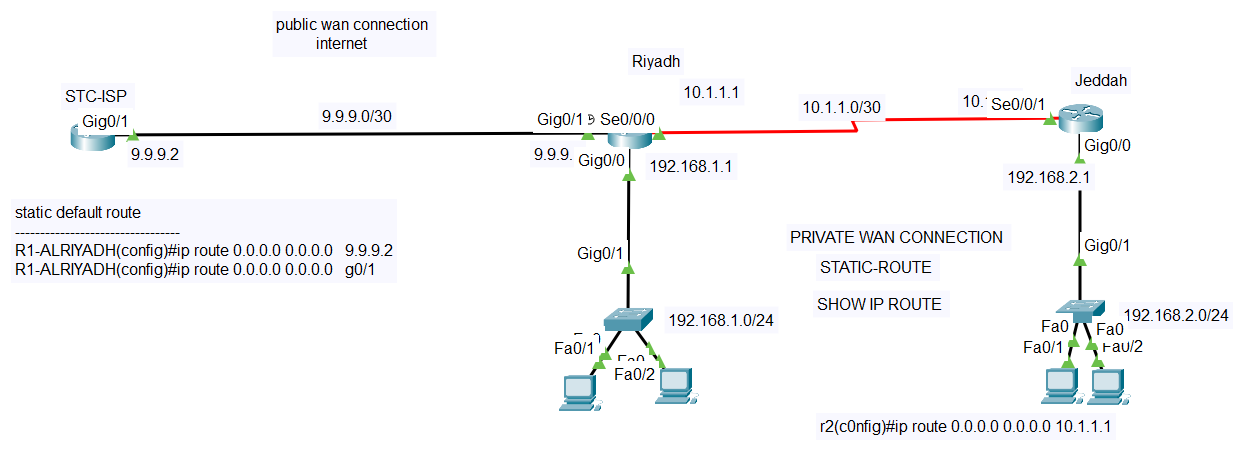 public wan connection
internet
Riyadh
Jeddah
STC-ISP
10.1.1.1
Gig0/1
9.9.9.0/30
Gig0/1
Se0/0/0
10.1.1.0/30
10.
Se0/0/1
9.9.9.2
9.9.9.
Gig0/0
192.168.1.1
Gig0/0
192.168.2.1
static default route
---------------------------------
R1-ALRIYADH(config)#ip route 0.0.0.0 0.0.0.0 9.9.9.2
R1-ALRIYADH(config)#ip route 0.0.0.0 0.0.0.0 g0/1
PRIVATE WAN CONNECTION
STATIC-ROUTE
SHOW IP ROUTE
Gig0/1
Gig0/1
192.168.1.0/24
192.168.2.0/24
Fa0/1
Fa0/2
Fa0
Fa0
Fa0/1
Fa0/2
r2(c0nfig)#ip route 0.0.0.0 0.0.0.0 10.1.1.1